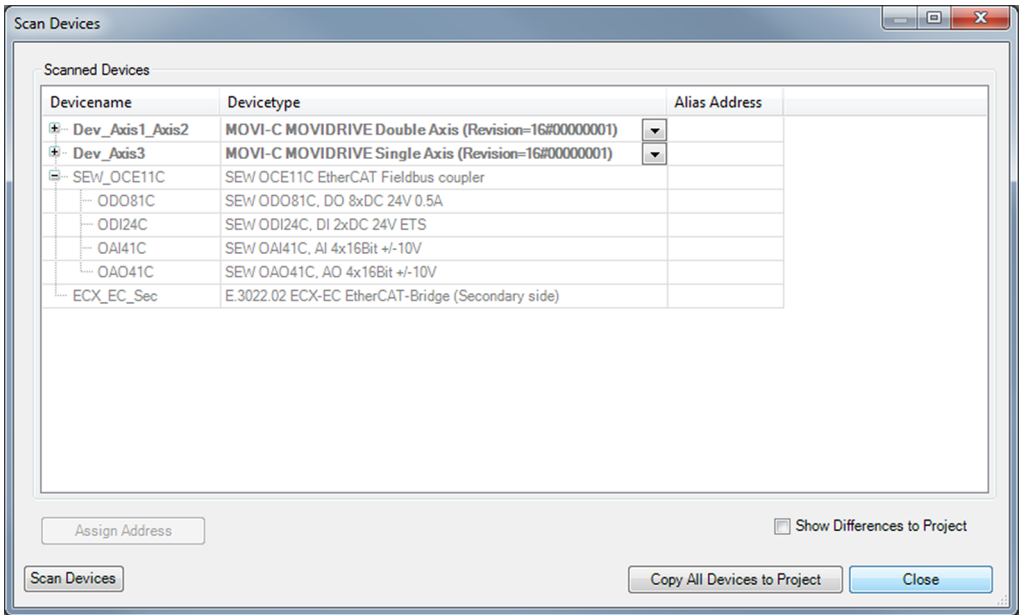 Scan Devices
Scanned Devices
Devicename Devicetype Alias Address
Dev_Axis1_Axis2 MOVI-C MOVIDRIVE Double Axis (Revision=16#00000001)
Dev_Axis3 MOVI-C MOVIDRIVE Single Axis (Revision=16#00000001)
SEW_OCE11C SEW OCE11C EtherCAT Fieldbus coupler
ODO81C SEW ODO81C, DO 8xDC 24V 0.5A
ODI24C SEW ODI24C, DI 2xDC 24V ETS
OAI41C SEW OAI41C, AI 4x16Bit +/-10V
OAO41C SEW OAO41C, AO 4x16Bit +/-10V
ECX_EC_Sec E.3022.02 ECX-EC EtherCAT-Bridge (Secondary side)
Assign Address Show Differences to Project
Scan Devices Copy All Devices to Project Close